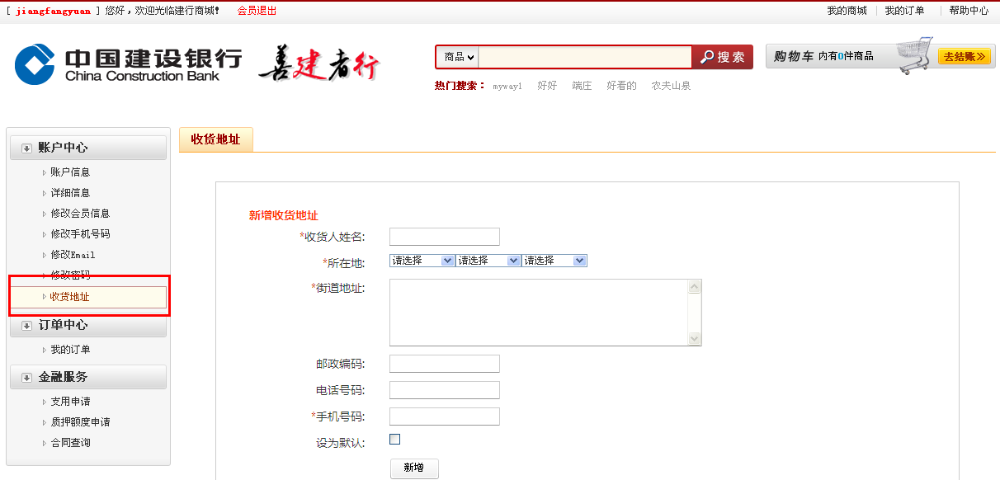 [ jiangfangyuan ] 您好，欢迎光临建行商城! 会员退出 我的商城 我的订单 帮助中心
中国建设银行 善建者行
China Construction Bank
商品 搜索 购物车 内有0件商品 去结账>>
热门搜索： myway1 好好 端庄 好看的 农夫山泉
账户中心
账户信息
详细信息
修改会员信息
修改手机号码
修改Email
修改密码
收货地址
订单中心
我的订单
金融服务
支用申请
质押额度申请
合同查询
收货地址
新增收货地址
*收货人姓名:
*所在地: 请选择 请选择 请选择
*街道地址:
邮政编码:
电话号码:
*手机号码:
设为默认:
新增